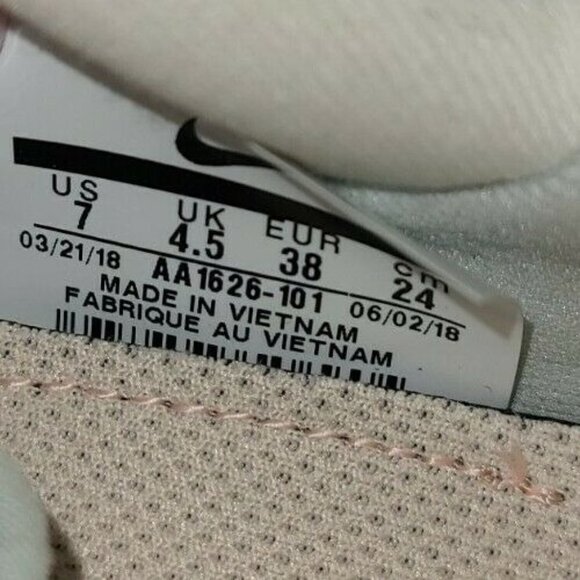 US UK EUR cm
7 4.5 38 24
03/21/18 AA1626-101 06/02/18
MADE IN VIETNAM
FABRIQUE AU VIETNAM